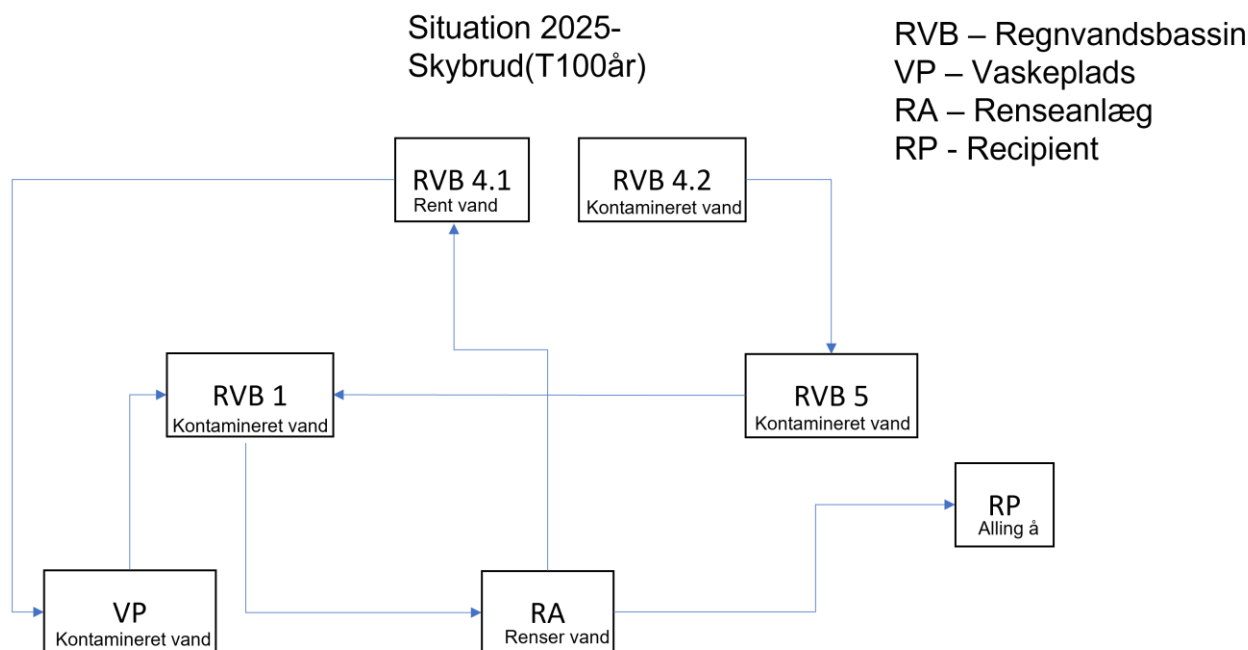 Situation 2025-
Skybrud(T100år)
RVB – Regnvandsbassin
VP – Vaskeplads
RA – Renseanlæg
RP - Recipient
RVB 4.1
Rent vand
RVB 4.2
Kontamineret vand
RVB 1
Kontamineret vand
RVB 5
Kontamineret vand
RP
Alling å
VP
Kontamineret vand
RA
Renser vand